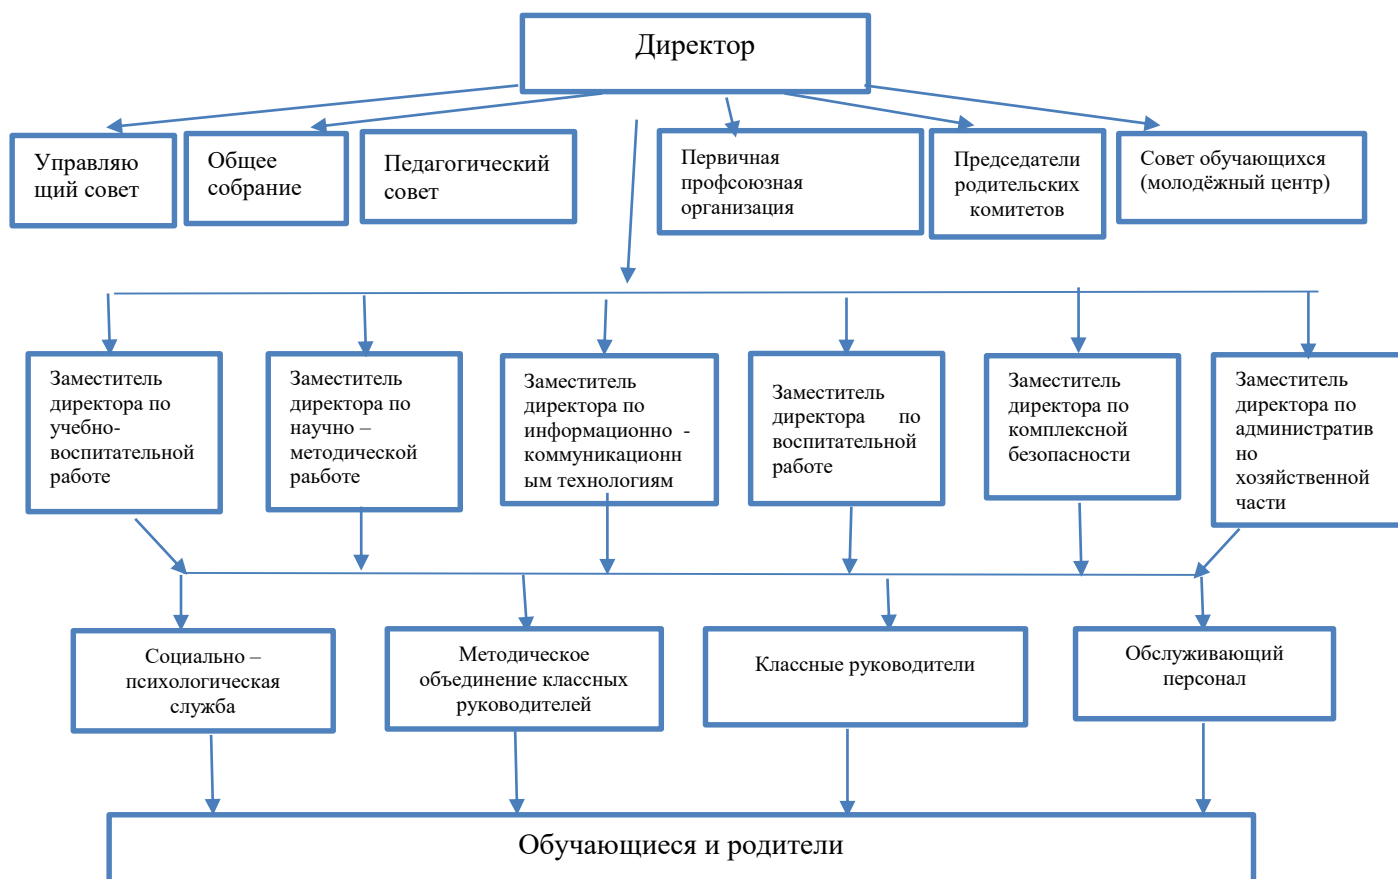 Директор
Управляю
щий совет
Общее
собрание
Педагогический
совет
Первичная
профсоюзная
организация
Председатели
родительских
комитетов
Совет обучающихся
(молодёжный центр)
Заместитель
директора по
учебно-
воспитательной
работе
Заместитель
директора по
научно –
методической
раьботе
Заместитель
директора по
информационно -
коммуникационн
ым технологиям
Заместитель
директора по
воспитательной
работе
Заместитель
директора по
комплексной
безопасности
Заместитель
директора по
административ
но
хозяйственной
части
Социально –
психологическая
служба
Методическое
объединение классных
руководителей
Классные руководители
Обслуживающий
персонал
Обучающиеся и родители